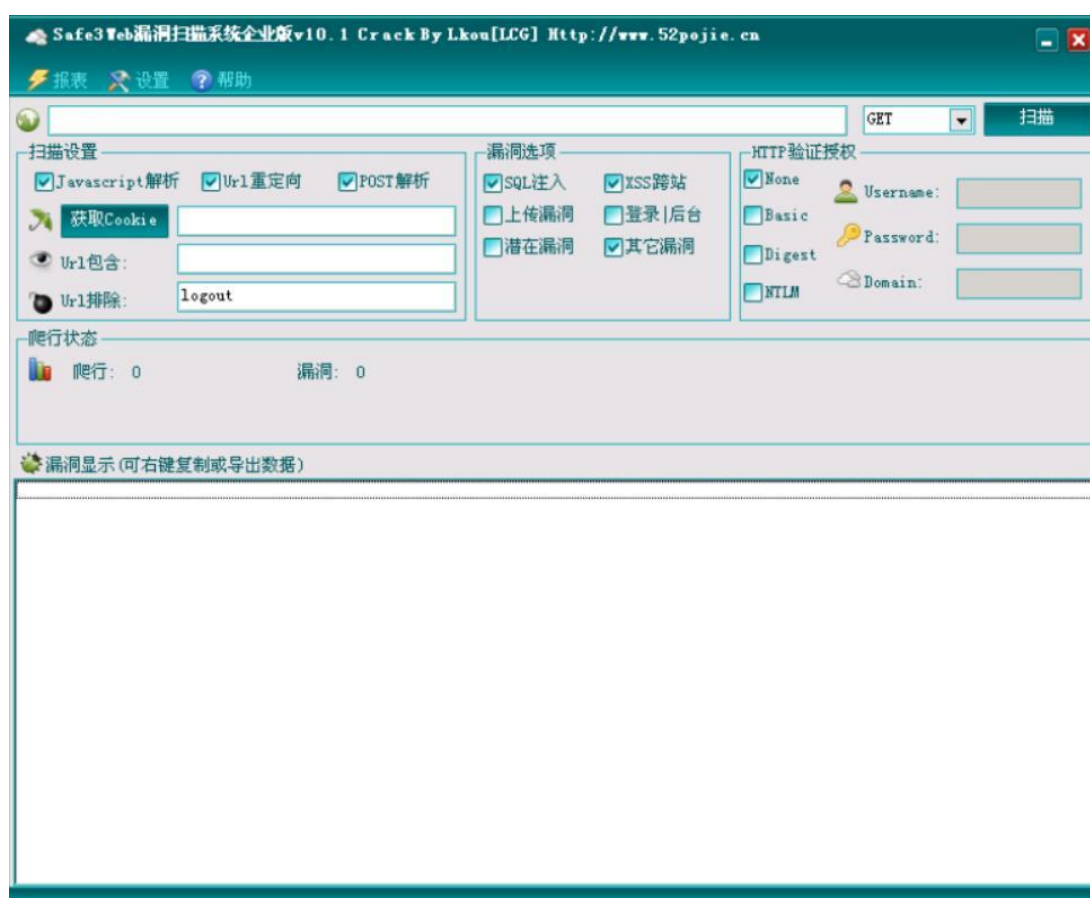 Safe3Web漏洞扫描系统企业版v10.1 Crack By Lkou[LCG] Http://www.52pojie.cn
报表 设置 帮助
GET 扫描
扫描设置 漏洞选项 HTTP验证授权
Javascript解析 Url重定向 POST解析 SQL注入 XSS跨站 None Username:
获取Cookie 上传漏洞 登录|后台 Basic Password:
Url包含: 潜在漏洞 其它漏洞 Digest Domain:
Url排除: logout NTLM
爬行状态
爬行: 0 漏洞: 0
漏洞显示(可右键复制或导出数据)